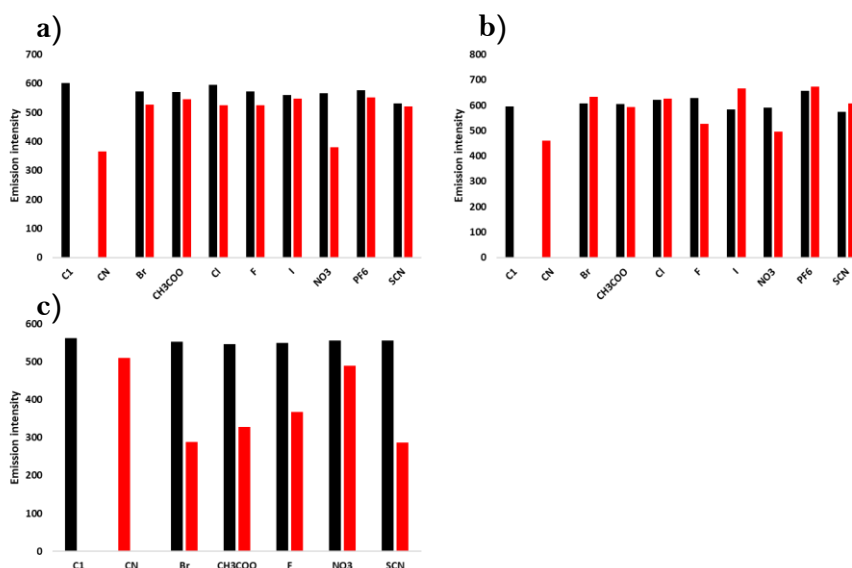 a)
700
600
500
400
300
200
100
0
Emission intensity
C1 CN Br CH3COO Cl F I NO3 PF6 SCN
b)
800
700
600
500
400
300
200
100
0
Emission intensity
C1 CN Br CH3COO Cl F I NO3 PF6 SCN
c)
600
500
400
300
200
100
0
Emission intensity
C1 CN Br CH3COO F NO3 SCN